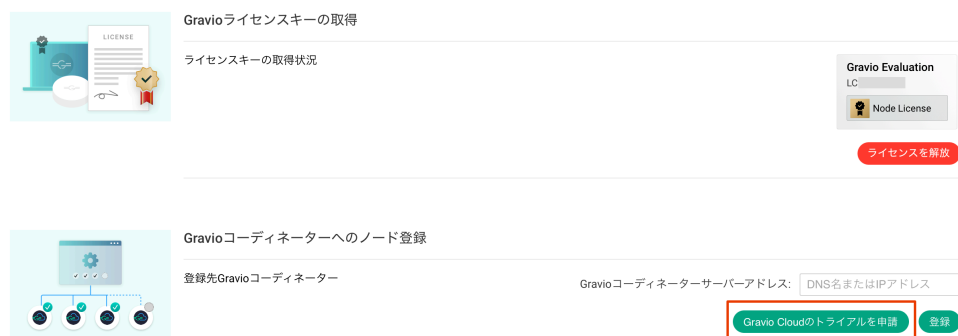 Gravioライセンスキーの取得
LICENSE
ライセンスキーの取得状況
Gravio Evaluation
LC
Node License
ライセンスを解放
Gravioコーディネーターへのノード登録
登録先Gravioコーディネーター
Gravioコーディネーターサーバーアドレス:
DNS名またはIPアドレス
Gravio Cloudのトライアルを申請
登録